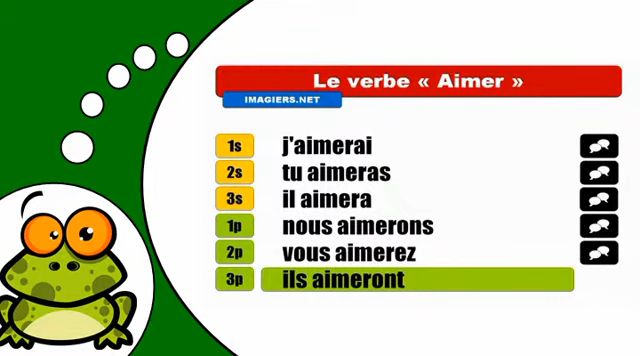 Le verbe « Aimer »
IMAGIERS.NET
1s j'aimerai
2s tu aimeras
3s il aimera
1p nous aimerons
2p vous aimerez
3p ils aimeront